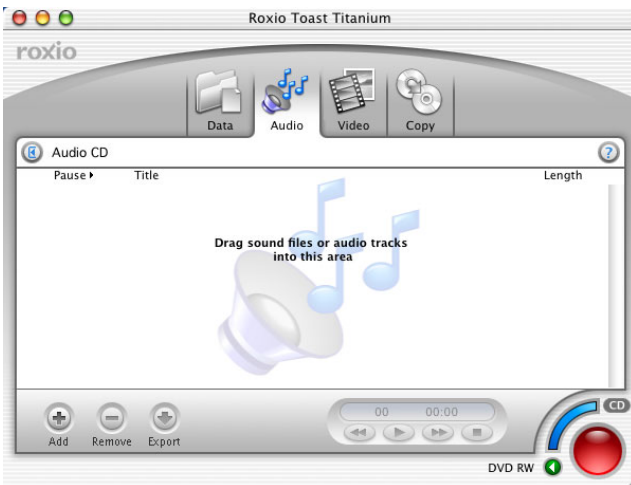 Roxio Toast Titanium
roxio
Data Audio Video Copy
Audio CD ?
Pause Title Length
Drag sound files or audio tracks
into this area
00 00:00
CD
Add Remove Export
DVD RW